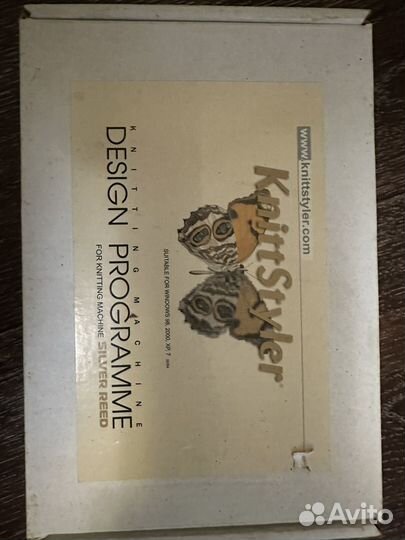 www.knittstyler.com
KnittStyler®
SUITABLE FOR WINDOWS 98, 2000, XP, 7
KNITTING MACHINE
DESIGN PROGRAMME
FOR KNITTING MACHINE SILVER REED
Avito